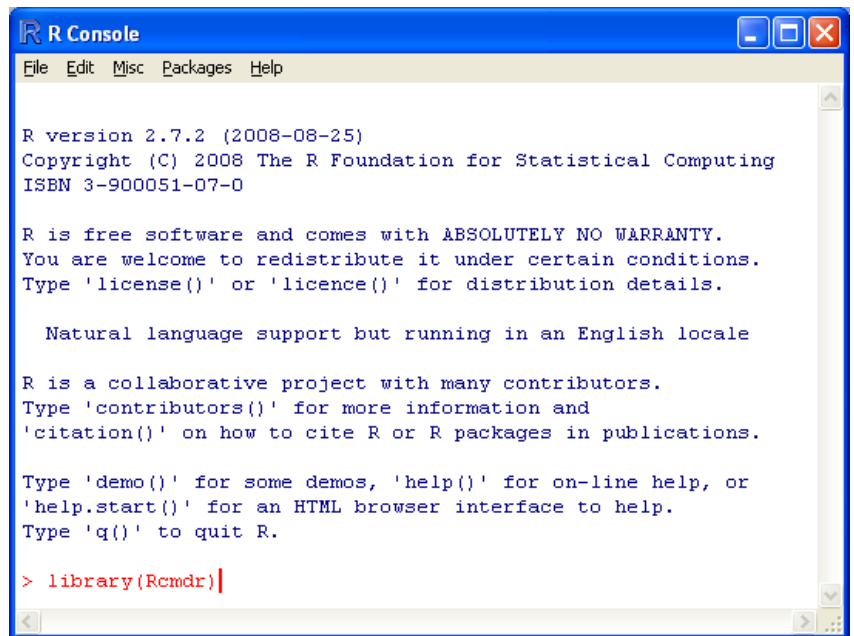 R R Console
File Edit Misc Packages Help
R version 2.7.2 (2008-08-25)
Copyright (C) 2008 The R Foundation for Statistical Computing
ISBN 3-900051-07-0
R is free software and comes with ABSOLUTELY NO WARRANTY.
You are welcome to redistribute it under certain conditions.
Type 'license()' or 'licence()' for distribution details.
Natural language support but running in an English locale
R is a collaborative project with many contributors.
Type 'contributors()' for more information and
'citation()' on how to cite R or R packages in publications.
Type 'demo()' for some demos, 'help()' for on-line help, or
'help.start()' for an HTML browser interface to help.
Type 'q()' to quit R.
> library(Rcmdr)